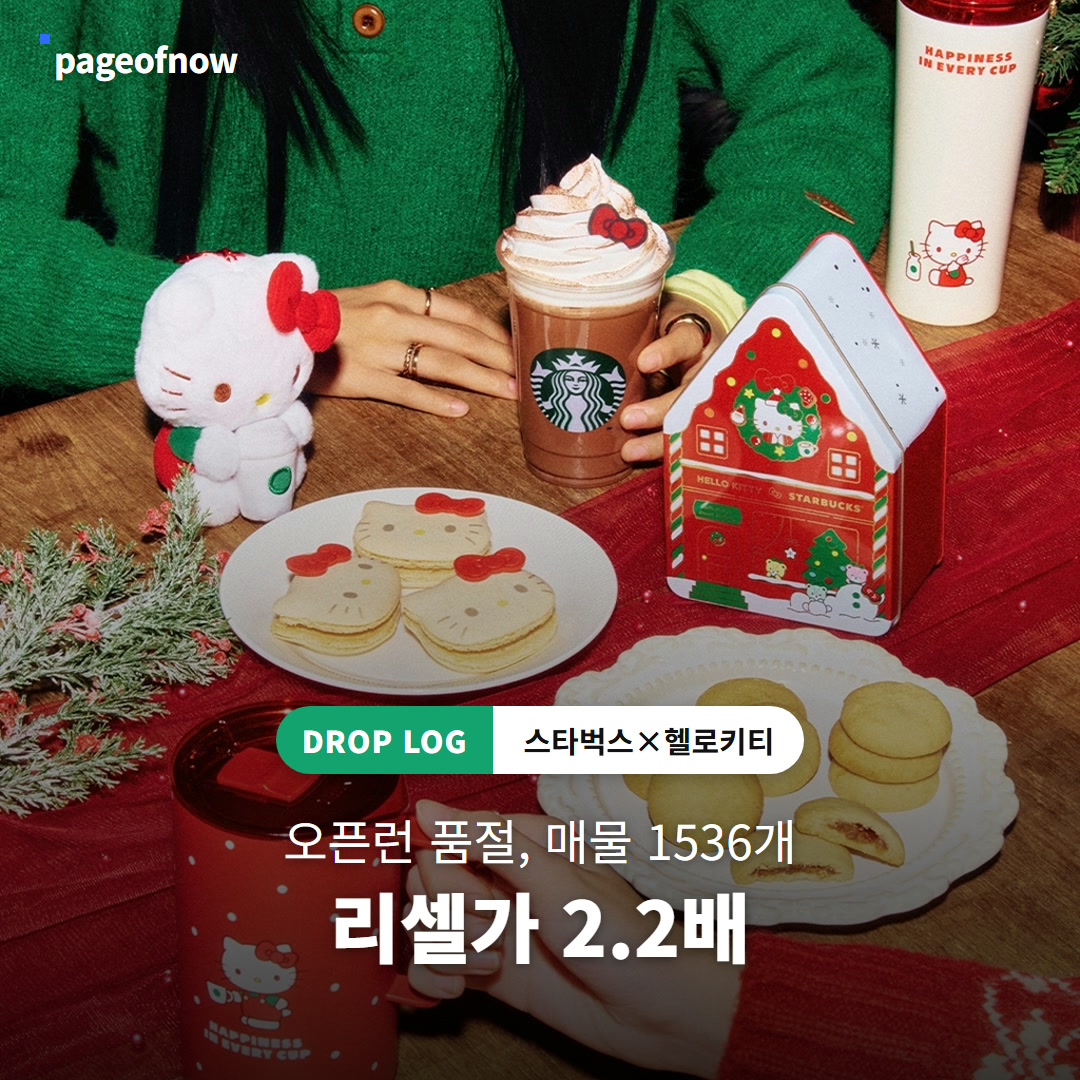 pageofnow
HAPPINESS
IN EVERY CUP
HELLO KITTY STARBUCKS
DROP LOG 스타벅스×헬로키티
오픈런 품절, 매물 1536개
리셀가 2.2배
HAPPINESS
IN EVERY CUP